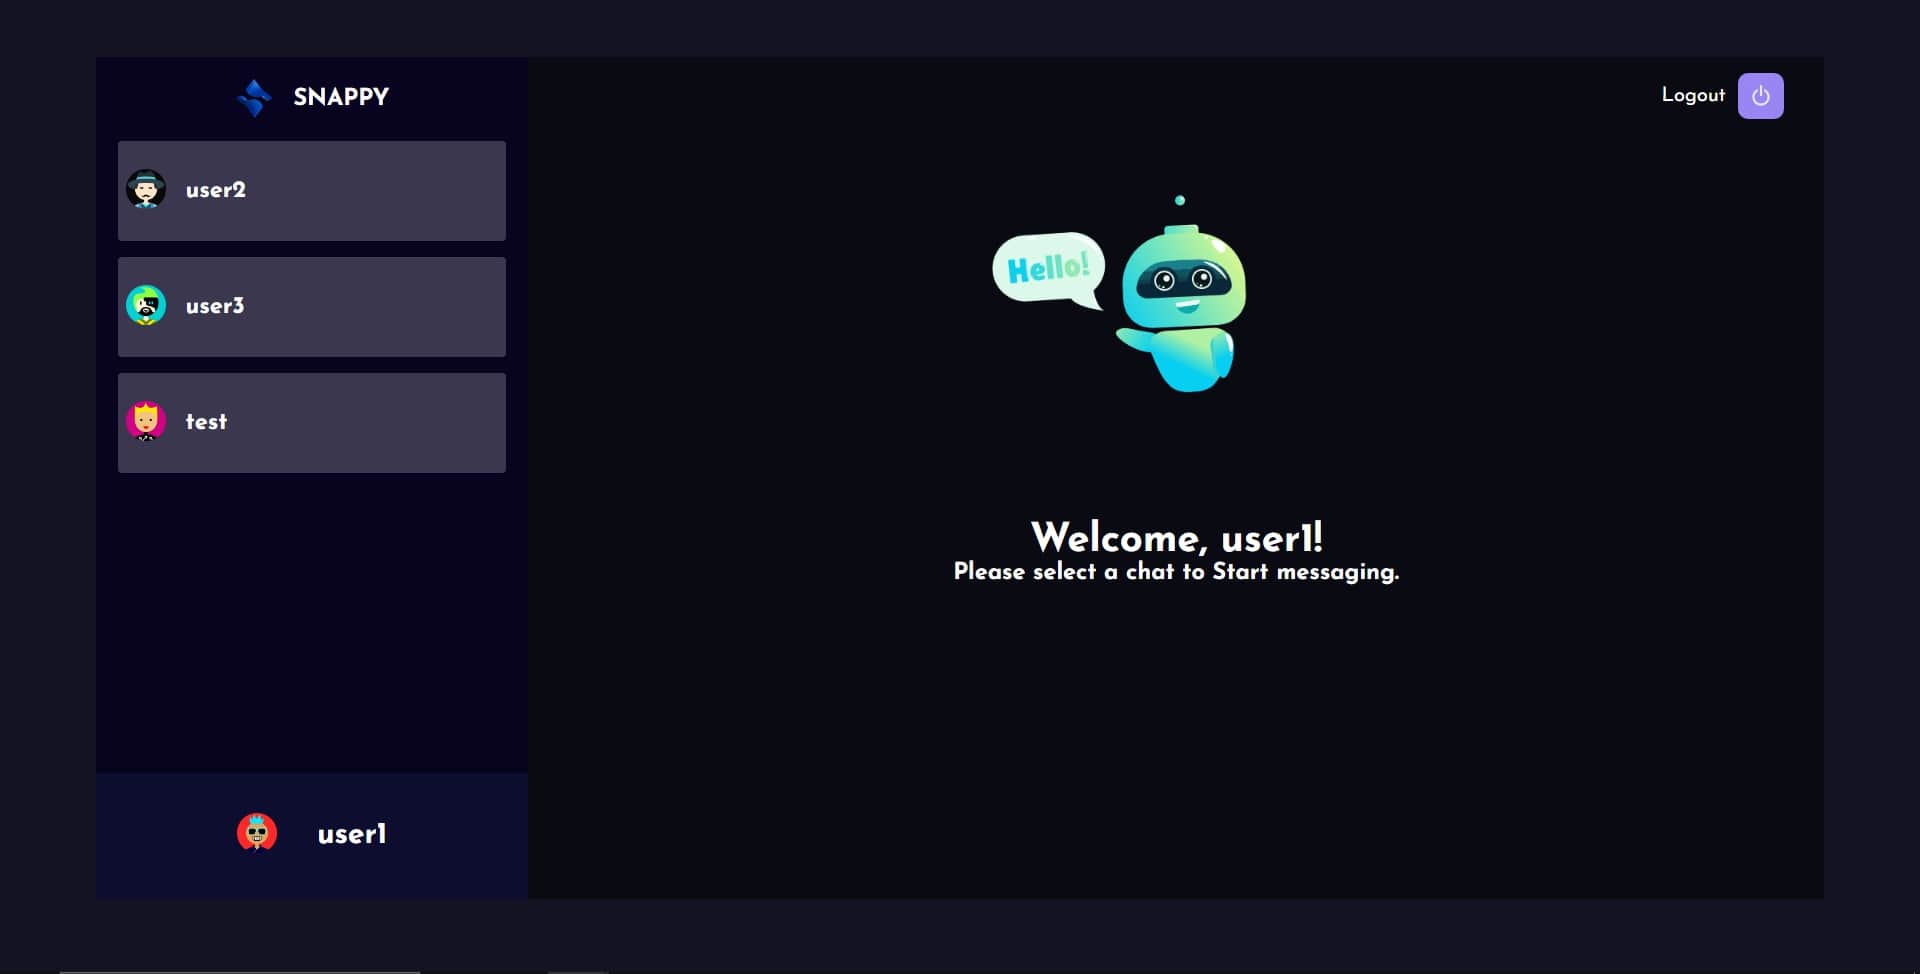 SNAPPY
user2
user3
test
user1
Logout
Hello!
Welcome, user1!
Please select a chat to Start messaging.